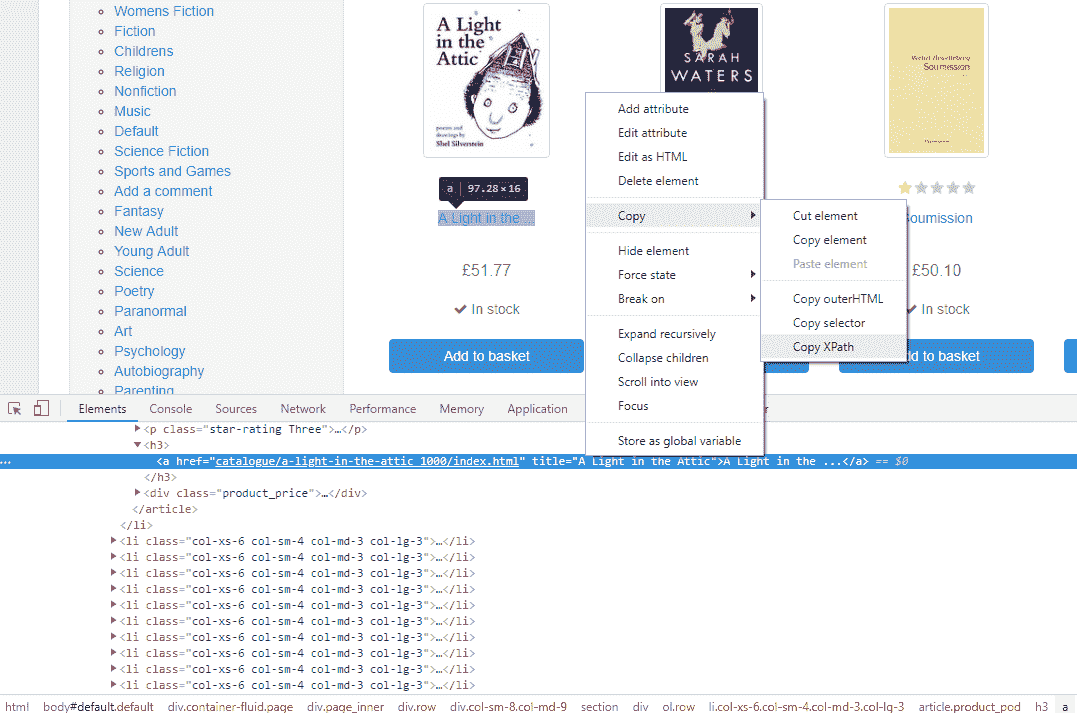 Womens Fiction
Fiction
Childrens
Religion
Nonfiction
Music
Default
Science Fiction
Sports and Games
Add a comment
Fantasy
New Adult
Young Adult
Science
Poetry
Paranormal
Art
Psychology
Autobiography
Parenting
A Light
in the
Attic
poems and
drawings by
Shel Silverstein
a | 97.28×16
A Light in the ...
£51.77
In stock
Add to basket
SARAH
WATERS
Soumission
Soumission
£50.10
In stock
dd to basket
Add attribute
Edit attribute
Edit as HTML
Delete element
Copy
Hide element
Force state
Break on
Expand recursively
Collapse children
Scroll into view
Focus
Store as global variable
Cut element
Copy element
Paste element
Copy outerHTML
Copy selector
Copy XPath
Elements Console Sources Network Performance Memory Application r
<p class="star-rating Three">…</p>
<h3>
<a href="catalogue/a-light-in-the-attic_1000/index.html" title="A Light in the Attic">A Light in the ...</a> == $0
</h3>
<div class="product_price">…</div>
</article>
</li>
<li class="col-xs-6 col-sm-4 col-md-3 col-lg-3">…</li>
<li class="col-xs-6 col-sm-4 col-md-3 col-lg-3">…</li>
<li class="col-xs-6 col-sm-4 col-md-3 col-lg-3">…</li>
<li class="col-xs-6 col-sm-4 col-md-3 col-lg-3">…</li>
<li class="col-xs-6 col-sm-4 col-md-3 col-lg-3">…</li>
<li class="col-xs-6 col-sm-4 col-md-3 col-lg-3">…</li>
<li class="col-xs-6 col-sm-4 col-md-3 col-lg-3">…</li>
<li class="col-xs-6 col-sm-4 col-md-3 col-lg-3">…</li>
<li class="col-xs-6 col-sm-4 col-md-3 col-lg-3">…</li>
<li class="col-xs-6 col-sm-4 col-md-3 col-lg-3">…</li>
html body#default.default div.container-fluid.page div.page_inner div.row div.col-sm-8.col-md-9 section div ol.row li.col-xs-6.col-sm-4.col-md-3.col-lg-3 article.product_pod h3 a